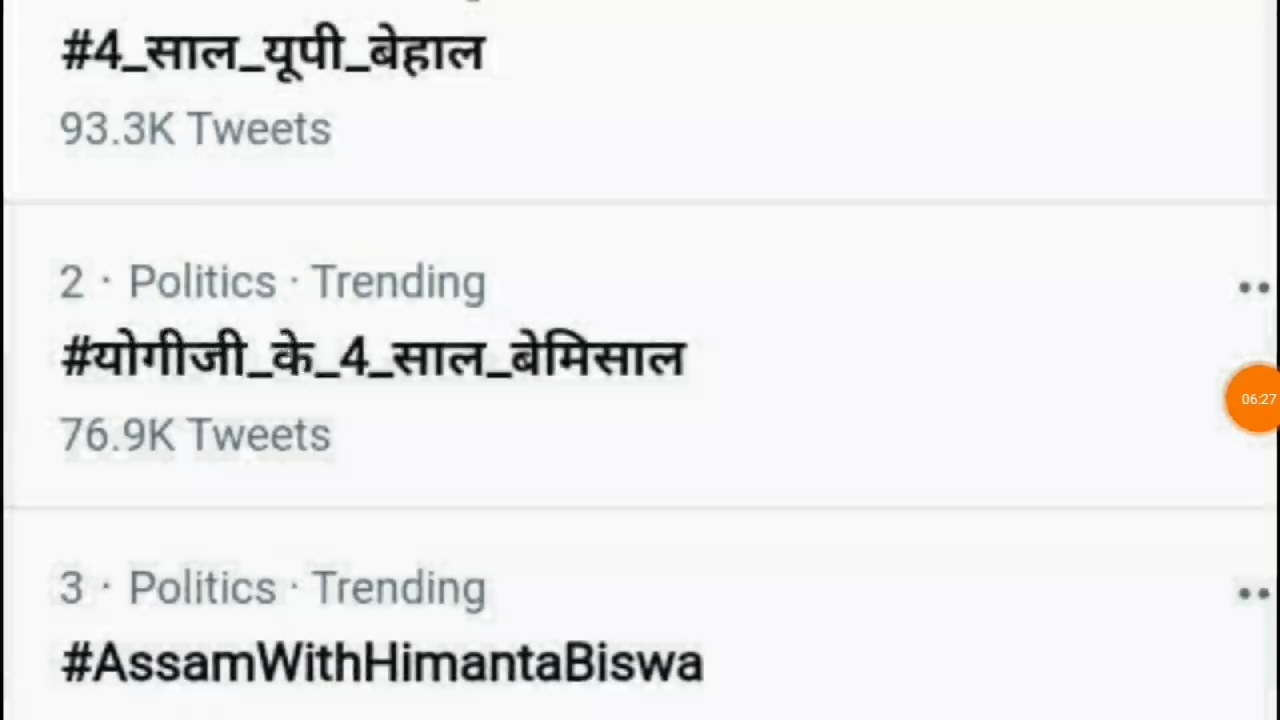 #4_साल_यूपी_बेहाल
93.3K Tweets
2 · Politics · Trending
#योगीजी_के_4_साल_बेमिसाल
76.9K Tweets
06:27
3 · Politics · Trending
#AssamWithHimantaBiswa